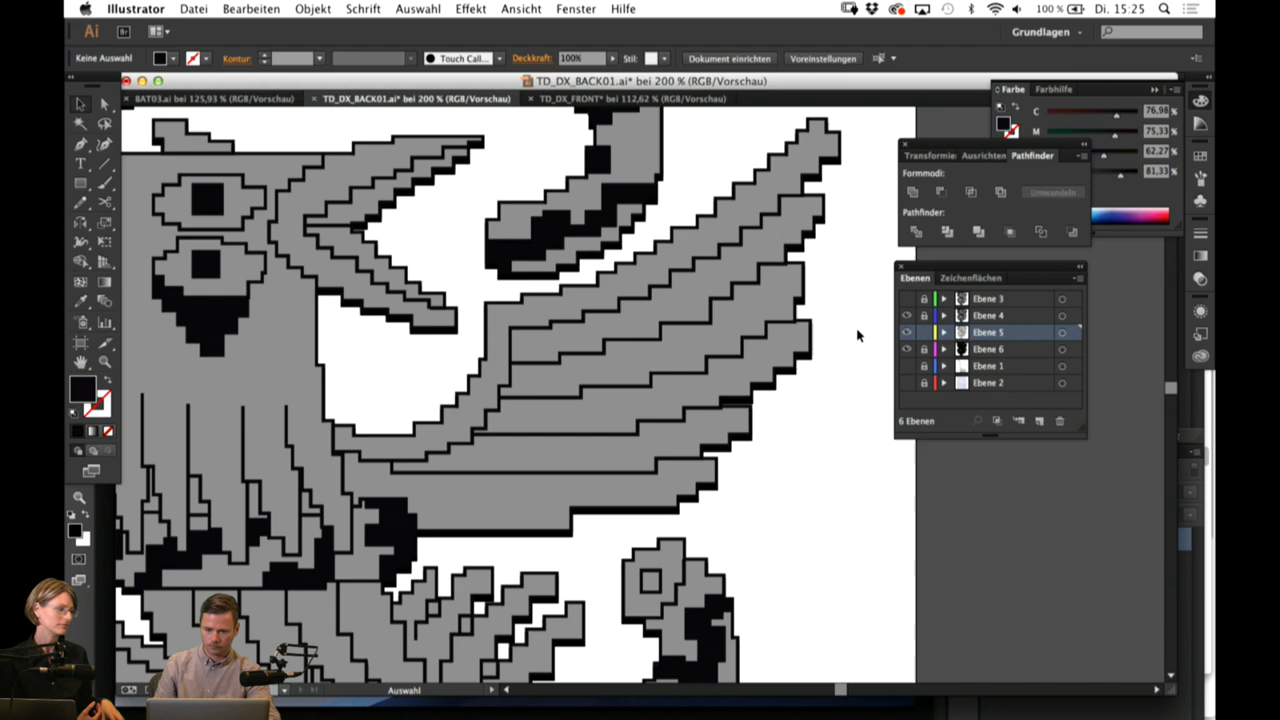 Illustrator Datei Bearbeiten Objekt Schrift Auswahl Effekt Ansicht Fenster Hilfe 100 % Di. 15:25
Ai Br Grundlagen
Keine Auswahl Kontur: Touch Call... Deckkraft: 100% Stil: Dokument einrichten Voreinstellungen
TD_DX_BACK01.ai* bei 200 % (RGB/Vorschau)
BAT03.ai bei 125,93 % (RGB/Vorschau) TD_DX_BACK01.ai* bei 200 % (RGB/Vorschau) TD_DX_FRONT* bei 112,62 % (RGB/Vorschau)
Farbe Farbhilfe
C 76,98 %
M 75,33 %
62,27 %
81,33 %
Transformie Ausrichten Pathfinder
Formmodi:
Umwandeln
Pathfinder:
Ebenen Zeichenflächen
Ebene 3
Ebene 4
Ebene 5
Ebene 6
Ebene 1
Ebene 2
6 Ebenen
Auswahl